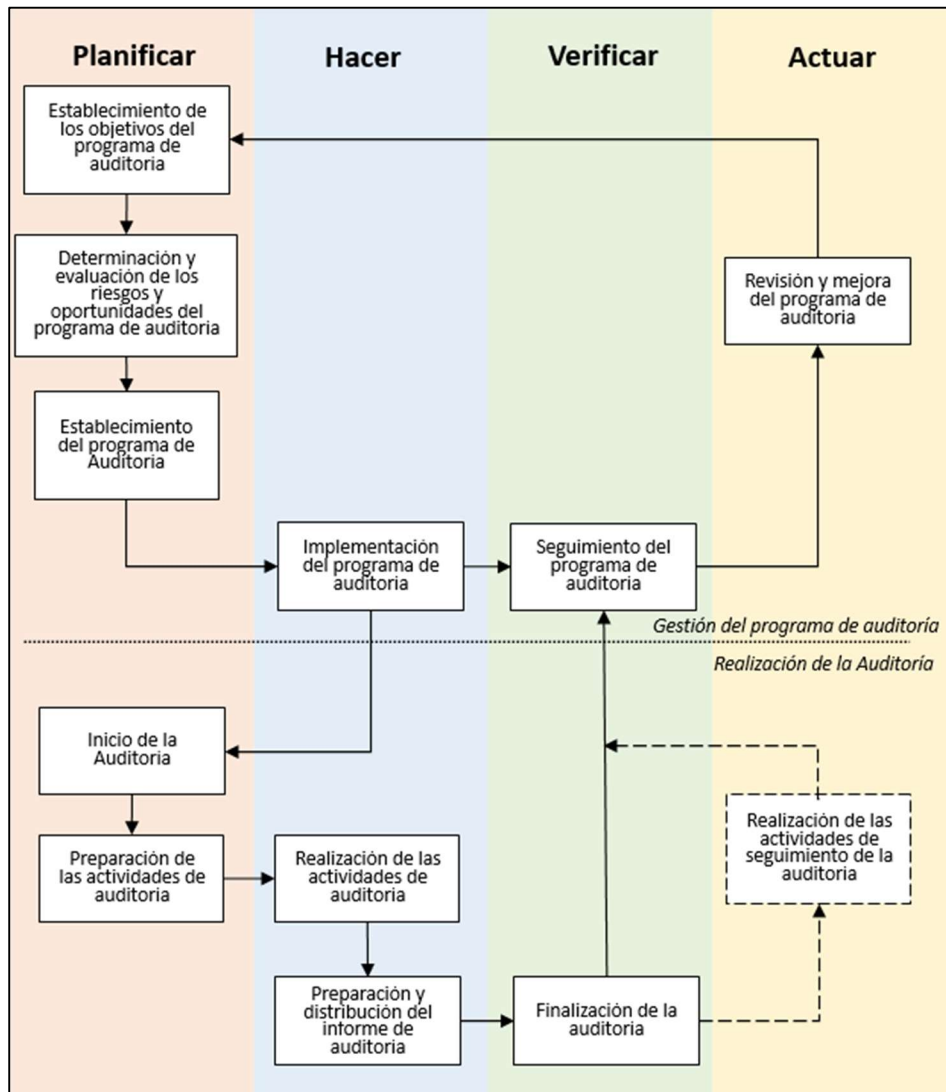 Planificar
Hacer
Verificar
Actuar
Establecimiento de
los objetivos del
programa de
auditoria
Determinación y
evaluación de los
riesgos y
oportunidades del
programa de auditoria
Revisión y mejora
del programa de
auditoria
Establecimiento
del programa de
Auditoria
Implementación
del programa de
auditoria
Seguimiento del
programa de
auditoria
Gestión del programa de auditoría
Realización de la Auditoría
Inicio de la
Auditoria
Preparación de
las actividades de
auditoria
Realización de las
actividades de
auditoria
Realización de las
actividades de
seguimiento de la
auditoria
Preparación y
distribución del
informe de
auditoria
Finalización de la
auditoria